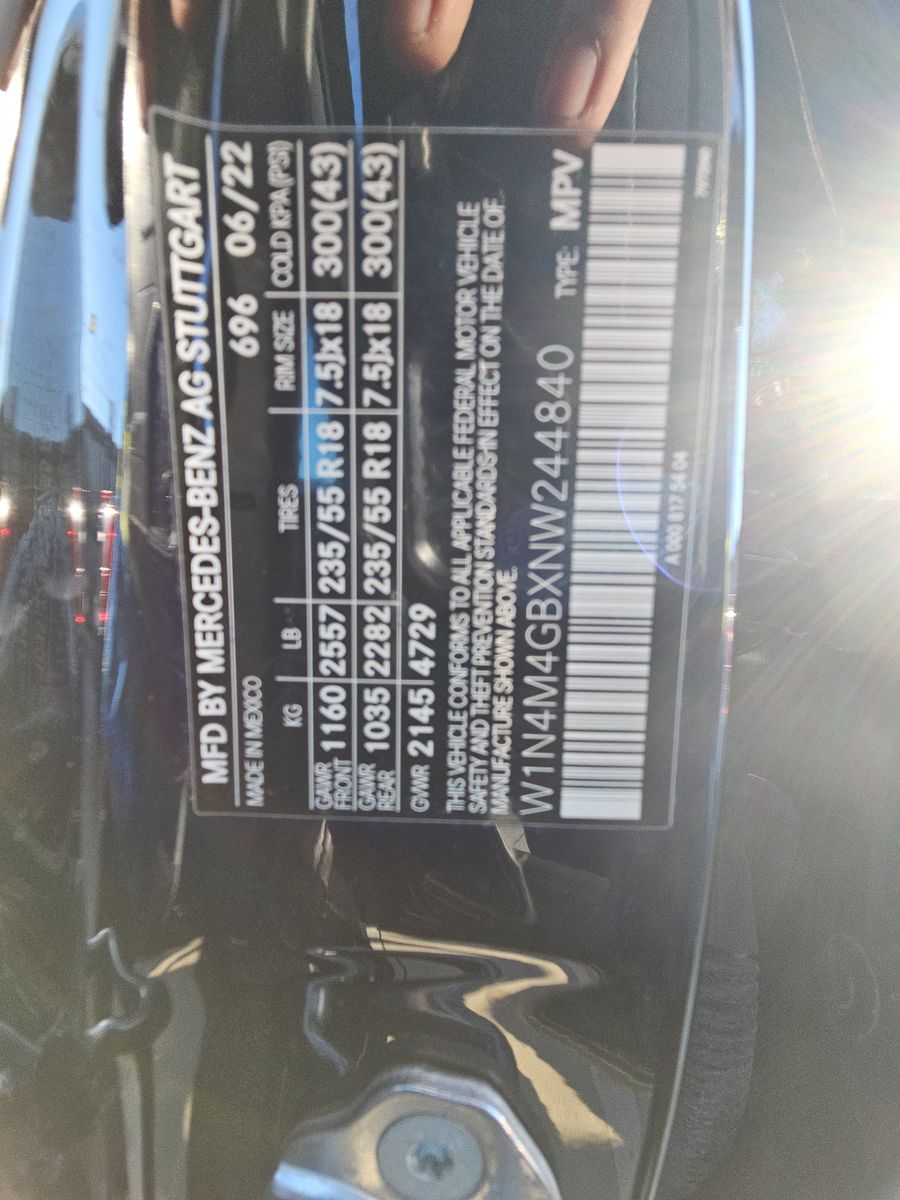 MFD BY MERCEDES-BENZ AG STUTTGART
MADE IN MEXICO 696 06/22
KG LB TIRES RIM SIZE COLD KPA (PSI)
GAWR FRONT 1160 2557 235/55 R18 7.5Jx18 300(43)
GAWR REAR 1035 2282 235/55 R18 7.5Jx18 300(43)
GVWR 2145 4729
THIS VEHICLE CONFORMS TO ALL APPLICABLE FEDERAL MOTOR VEHICLE
SAFETY AND THEFT PREVENTION STANDARDS IN EFFECT ON THE DATE OF
MANUFACTURE SHOWN ABOVE.
W1N4M4GBXNW244840 TYPE: MPV
A 000 817 54 04